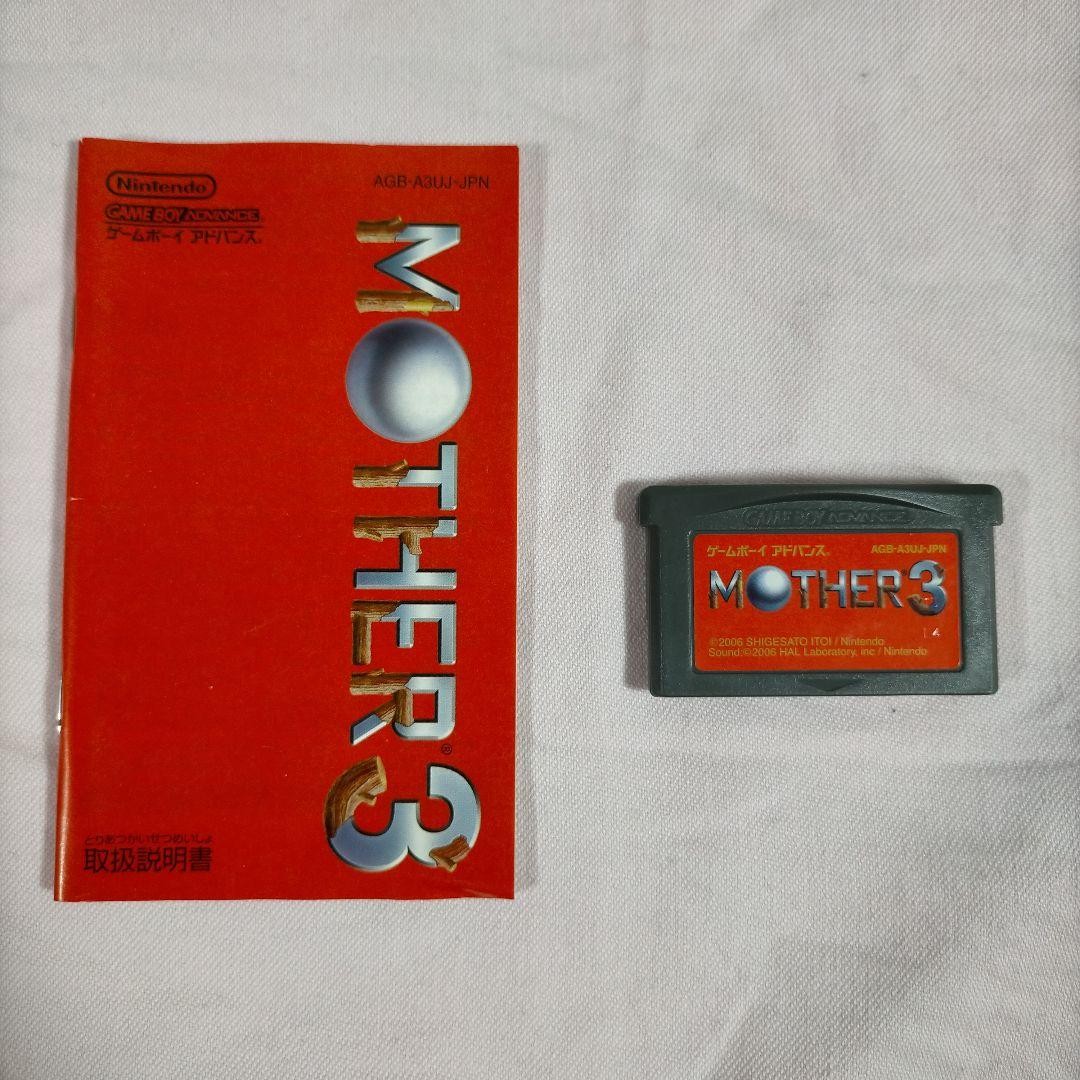 Nintendo
GAME BOY ADVANCE
ゲームボーイ アドバンス®
AGB-A3UJ-JPN
MOTHER®3
とりあつかいせつめいしょ
取扱説明書
GAME BOY ADVANCE
ゲームボーイ アドバンス®
AGB-A3UJ-JPN
MOTHER®3
14
©2006 SHIGESATO ITOI / Nintendo
Sound:©2006 HAL Laboratory, inc / Nintendo